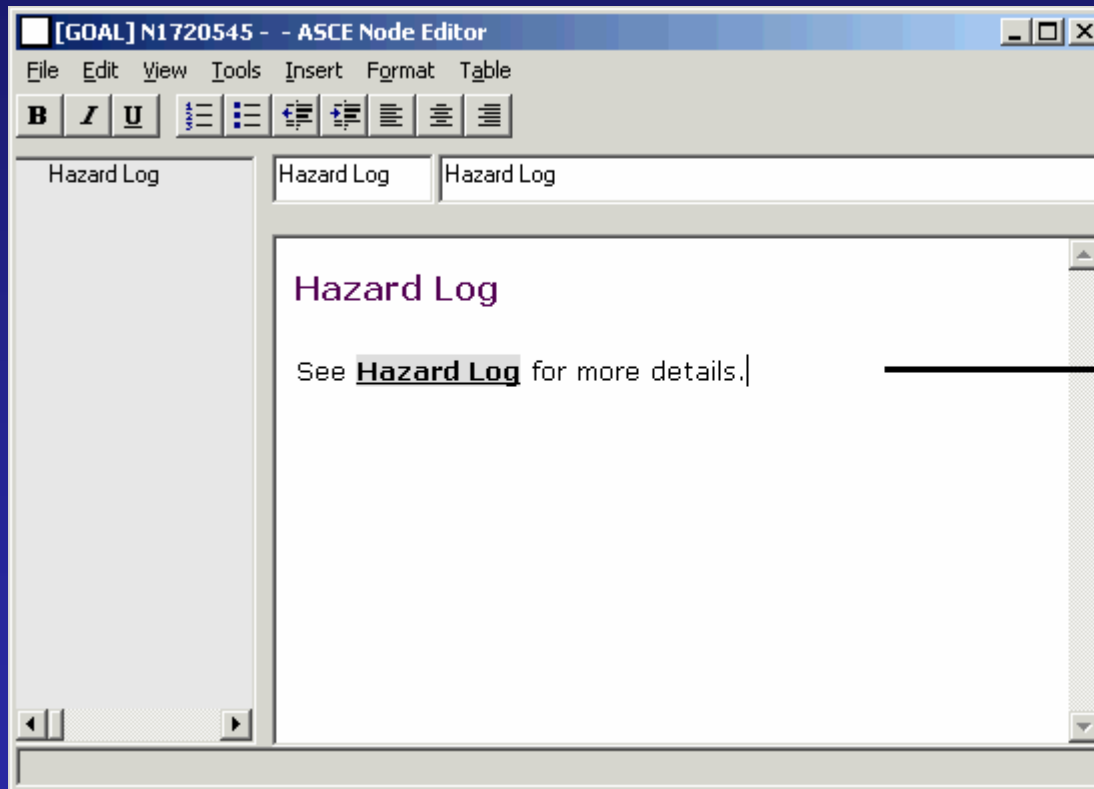 [GOAL] N1720545 - - ASCE Node Editor
File Edit View Tools Insert Format Table
B I U
Hazard Log
Hazard Log Hazard Log
Hazard Log
See Hazard Log for more details.